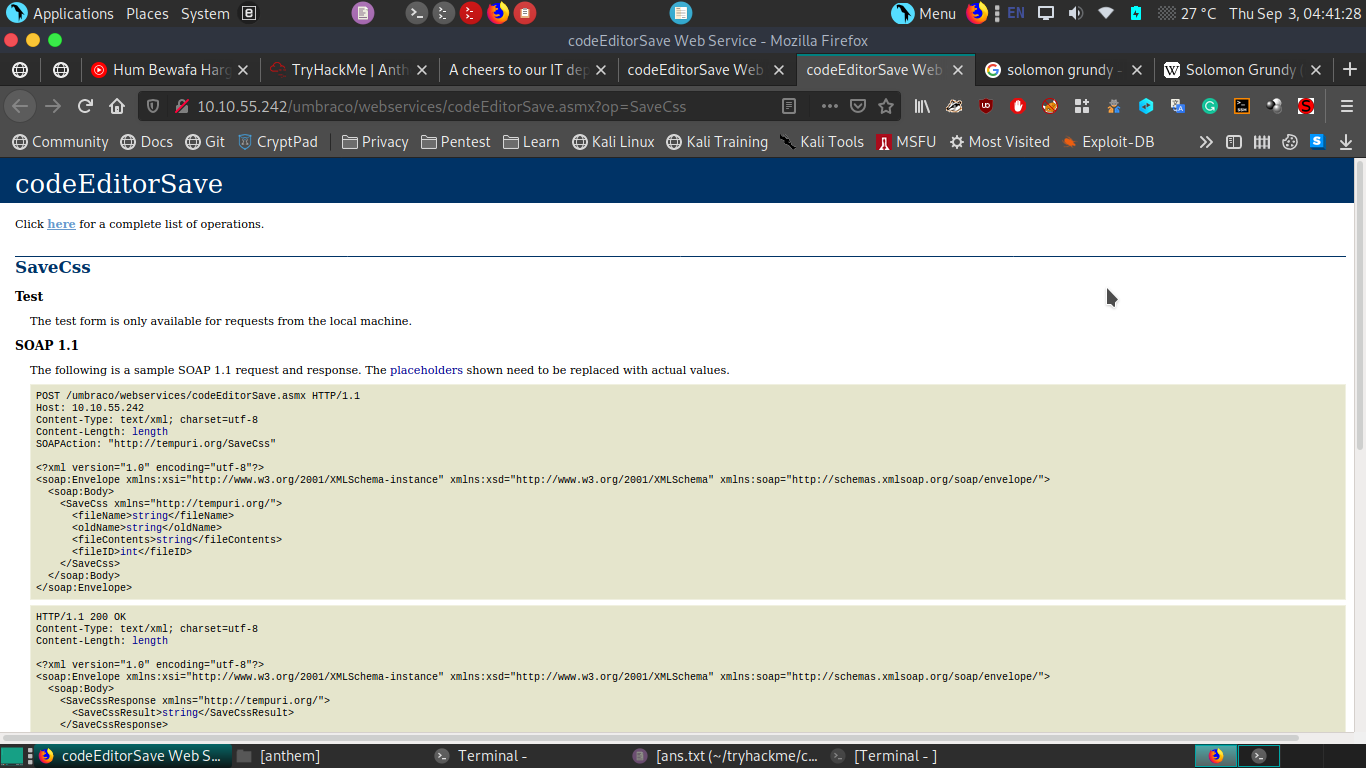 Applications Places System
Menu EN 27 °C Thu Sep 3, 04:41:28
codeEditorSave Web Service - Mozilla Firefox
Hum Bewafa Harg
TryHackMe | Anth
A cheers to our IT dep
codeEditorSave Web
codeEditorSave Web
solomon grundy -
Solomon Grundy (
10.10.55.242/umbraco/webservices/codeEditorSave.asmx?op=SaveCss
Community Docs Git CryptPad Privacy Pentest Learn Kali Linux Kali Training Kali Tools MSFU Most Visited Exploit-DB
codeEditorSave
Click here for a complete list of operations.
SaveCss
Test
The test form is only available for requests from the local machine.
SOAP 1.1
The following is a sample SOAP 1.1 request and response. The placeholders shown need to be replaced with actual values.
POST /umbraco/webservices/codeEditorSave.asmx HTTP/1.1
Host: 10.10.55.242
Content-Type: text/xml; charset=utf-8
Content-Length: length
SOAPAction: "http://tempuri.org/SaveCss"
<?xml version="1.0" encoding="utf-8"?>
<soap:Envelope xmlns:xsi="http://www.w3.org/2001/XMLSchema-instance" xmlns:xsd="http://www.w3.org/2001/XMLSchema" xmlns:soap="http://schemas.xmlsoap.org/soap/envelope/">
<soap:Body>
<SaveCss xmlns="http://tempuri.org/">
<fileName>string</fileName>
<oldName>string</oldName>
<fileContents>string</fileContents>
<fileID>int</fileID>
</SaveCss>
</soap:Body>
</soap:Envelope>
HTTP/1.1 200 OK
Content-Type: text/xml; charset=utf-8
Content-Length: length
<?xml version="1.0" encoding="utf-8"?>
<soap:Envelope xmlns:xsi="http://www.w3.org/2001/XMLSchema-instance" xmlns:xsd="http://www.w3.org/2001/XMLSchema" xmlns:soap="http://schemas.xmlsoap.org/soap/envelope/">
<soap:Body>
<SaveCssResponse xmlns="http://tempuri.org/">
<SaveCssResult>string</SaveCssResult>
</SaveCssResponse>
codeEditorSave Web S... [anthem] Terminal - [ans.txt (~/tryhackme/c... [Terminal - ]